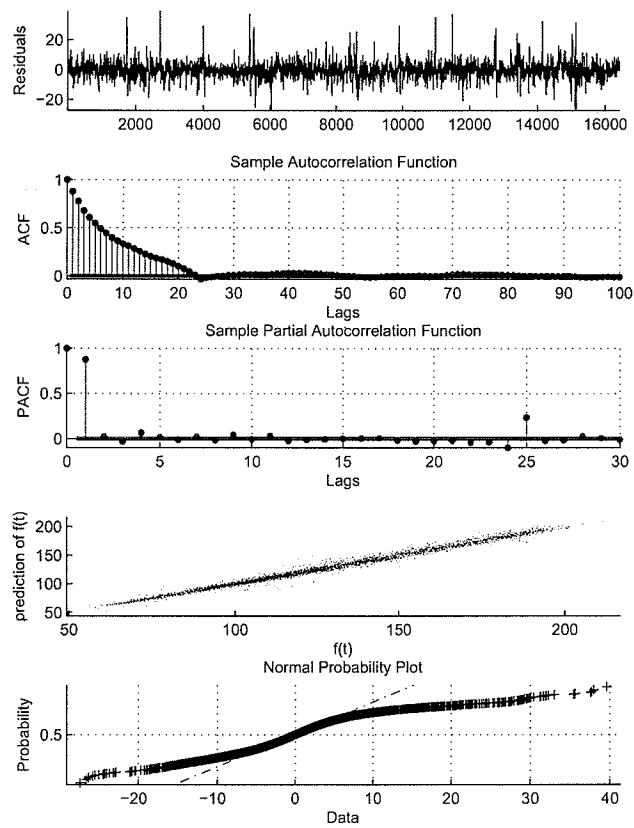 Residuals
20
0
−20
2000 4000 6000 8000 10000 12000 14000 16000
Sample Autocorrelation Function
ACF
1
0.5
0
0 10 20 30 40 50 60 70 80 90 100
Lags
Sample Partial Autocorrelation Function
PACF
1
0.5
0
0 5 10 15 20 25 30
Lags
prediction of f(t)
200
150
100
50
50 100 150 200
f(t)
Normal Probability Plot
Probability
0.5
−20 −10 0 10 20 30 40
Data